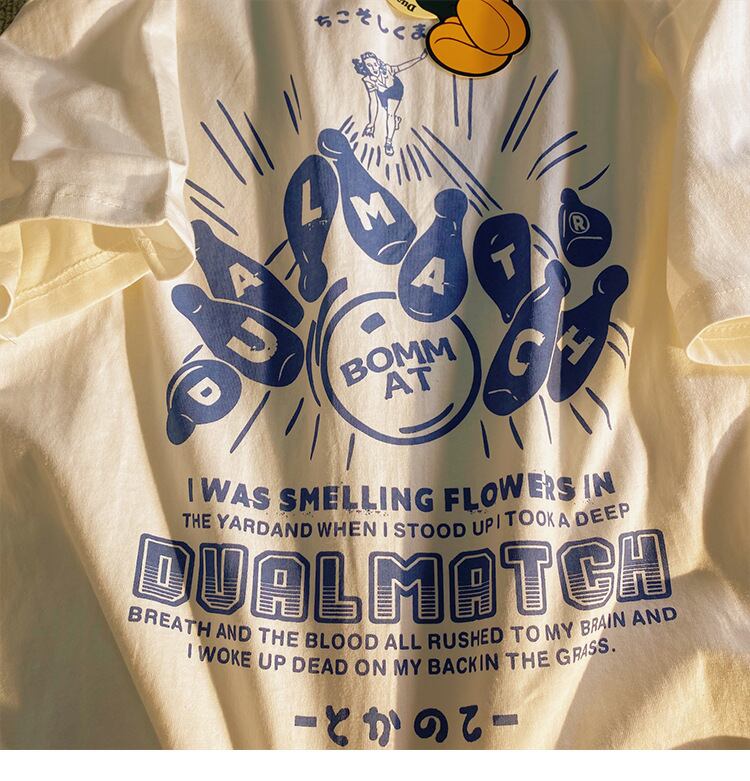 ちこそしくま
DUALMATCH®
BOMM
AT
I WAS SMELLING FLOWERS IN
THE YARDAND WHEN I STOOD UP I TOOK A DEEP
DUALMATCH
BREATH AND THE BLOOD ALL RUSHED TO MY BRAIN AND
I WOKE UP DEAD ON MY BACKIN THE GRASS.
-とかのて-